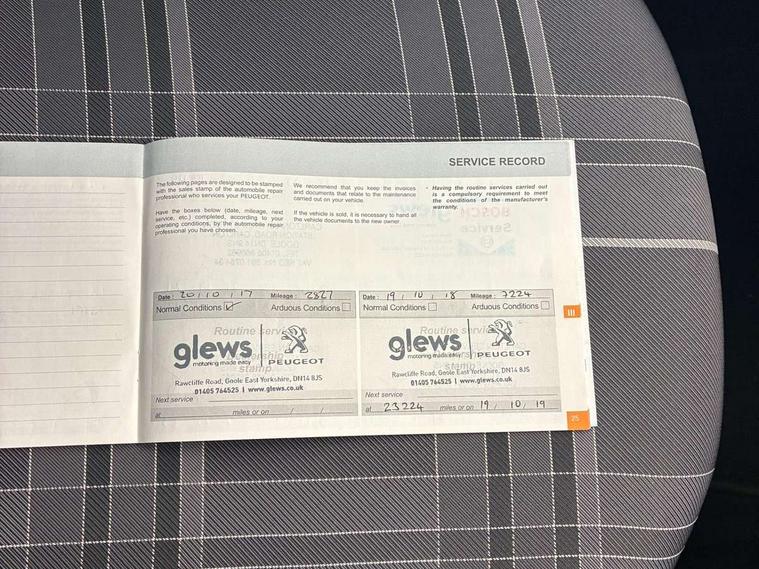 SERVICE RECORD
The following pages are designed to be stamped
with the sales stamp of the automobile repair
professional who services your PEUGEOT.
Have the boxes below (date, mileage, next
service, etc.) completed, according to your
operating conditions, by the automobile repair
professional you have chosen.
We recommend that you keep the invoices
and documents that relate to the maintenance
carried out on your vehicle.
If the vehicle is sold, it is necessary to hand all
the vehicle documents to the new owner.
• Having the routine services carried out
is a compulsory requirement to meet
the conditions of the manufacturer's
warranty.
Date: 20/10/17 Mileage: 2827
Normal Conditions Arduous Conditions
Routine service
glews
motoring made easy
PEUGEOT
stamp
Rawcliffe Road, Goole East Yorkshire, DN14 8JS
01405 764525 | www.glews.co.uk
Next service
at miles or on / /
Date: 19/10/18 Mileage: 7224
Normal Conditions Arduous Conditions
Routine service
glews
motoring made easy
PEUGEOT
stamp
Rawcliffe Road, Goole East Yorkshire, DN14 8JS
01405 764525 | www.glews.co.uk
Next service
at 23224 miles or on 19/10/19
III
25